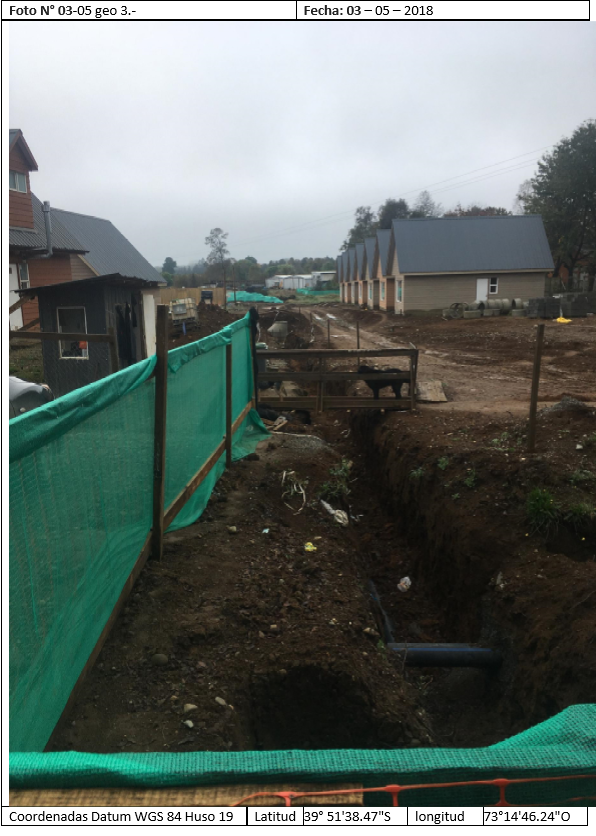 Foto N° 03-05 geo 3.- Fecha: 03 – 05 – 2018
Coordenadas Datum WGS 84 Huso 19 Latitud 39° 51'38.47"S longitud 73°14'46.24"O